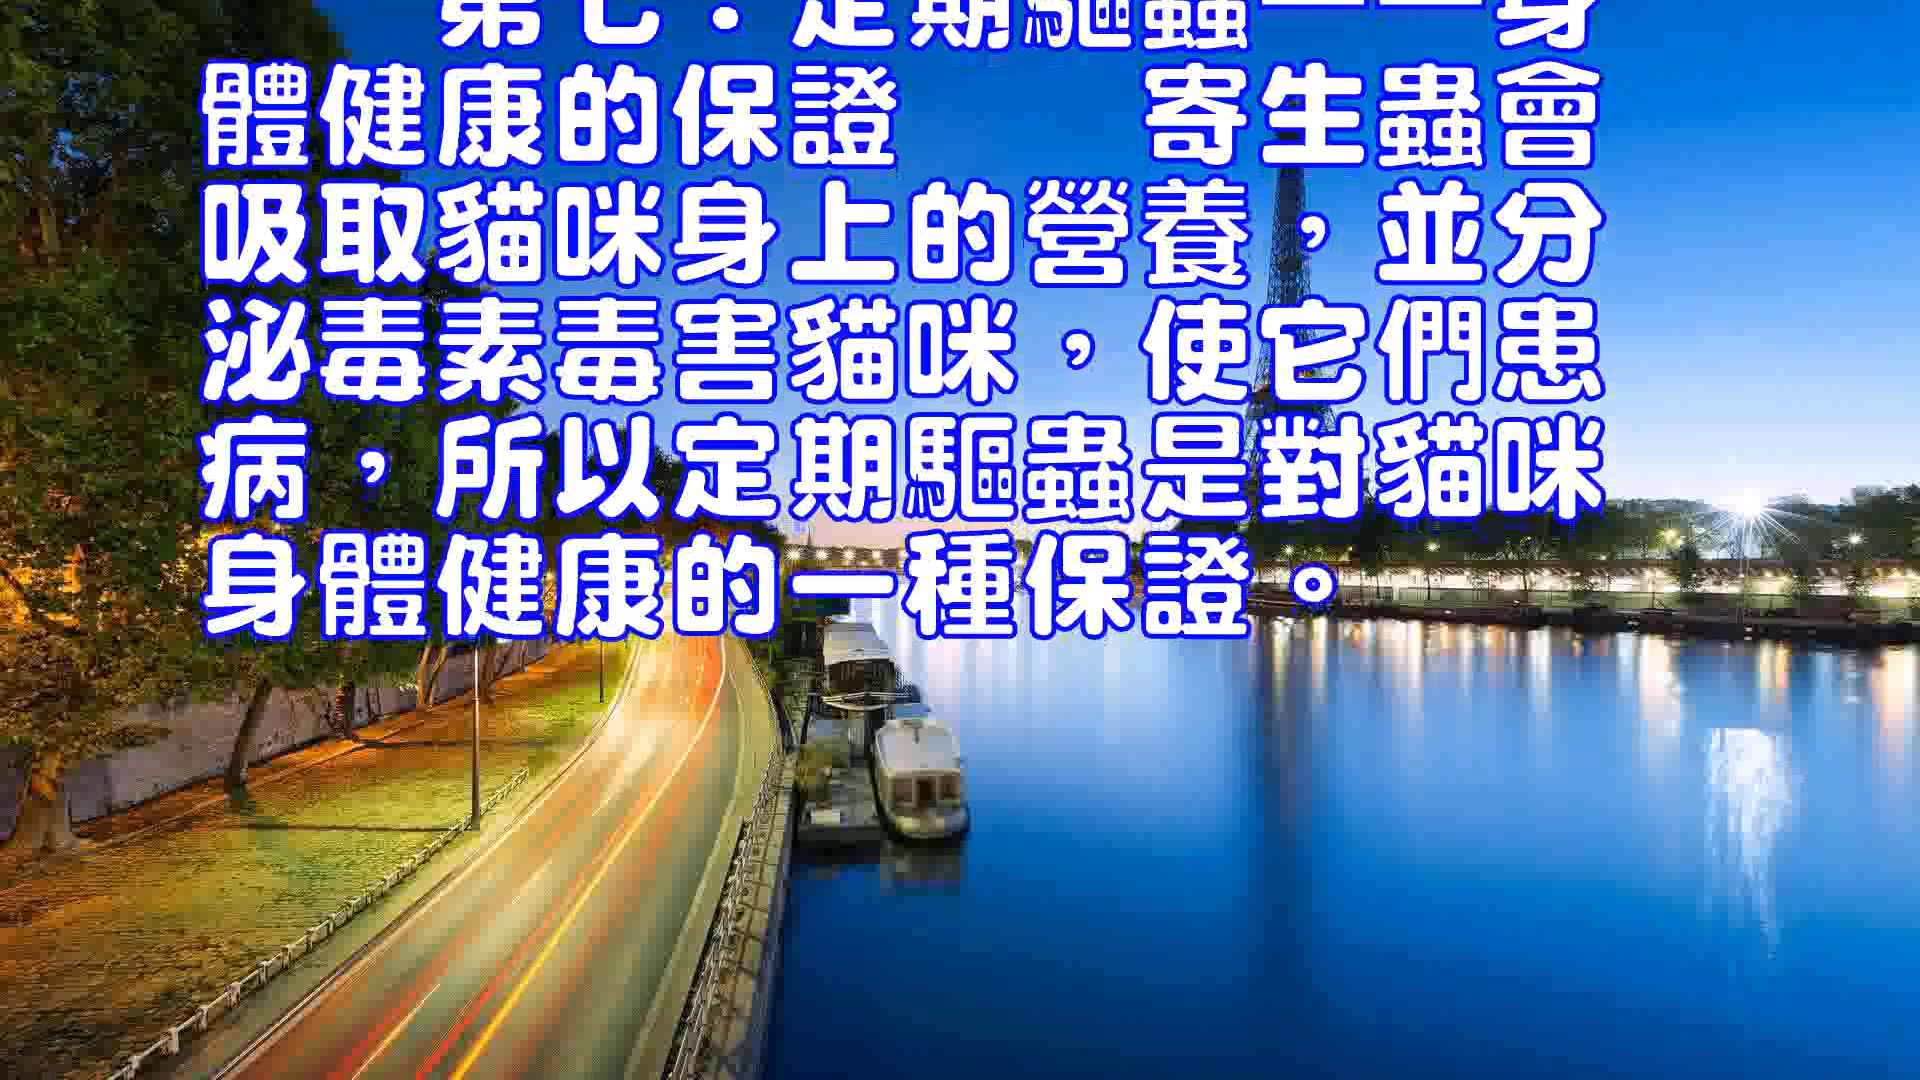 第七：定期驅蟲——身
體健康的保證　　寄生蟲會
吸取貓咪身上的營養，並分
泌毒素毒害貓咪，使它們患
病，所以定期驅蟲是對貓咪
身體健康的一種保證。